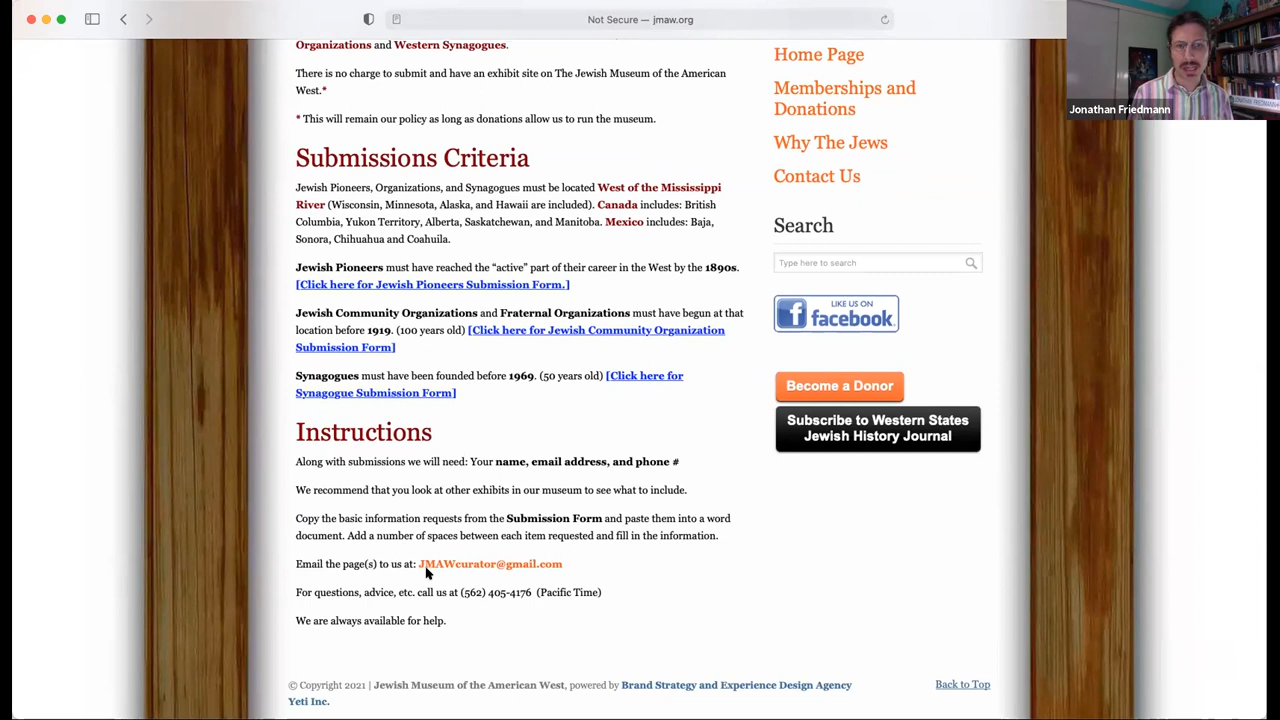 Not Secure — jmaw.org
Jonathan Friedmann
Organizations and Western Synagogues.
There is no charge to submit and have an exhibit site on The Jewish Museum of the American
West.*
* This will remain our policy as long as donations allow us to run the museum.
Submissions Criteria
Jewish Pioneers, Organizations, and Synagogues must be located West of the Mississippi
River (Wisconsin, Minnesota, Alaska, and Hawaii are included). Canada includes: British
Columbia, Yukon Territory, Alberta, Saskatchewan, and Manitoba. Mexico includes: Baja,
Sonora, Chihuahua and Coahuila.
Jewish Pioneers must have reached the “active” part of their career in the West by the 1890s.
[Click here for Jewish Pioneers Submission Form.]
Jewish Community Organizations and Fraternal Organizations must have begun at that
location before 1919. (100 years old) [Click here for Jewish Community Organization
Submission Form]
Synagogues must have been founded before 1969. (50 years old) [Click here for
Synagogue Submission Form]
Instructions
Along with submissions we will need: Your name, email address, and phone #
We recommend that you look at other exhibits in our museum to see what to include.
Copy the basic information requests from the Submission Form and paste them into a word
document. Add a number of spaces between each item requested and fill in the information.
Email the page(s) to us at: JMAWcurator@gmail.com
For questions, advice, etc. call us at (562) 405-4176 (Pacific Time)
We are always available for help.
Home Page
Memberships and
Donations
Why The Jews
Contact Us
Search
Type here to search
LIKE US ON
facebook
Become a Donor
Subscribe to Western States
Jewish History Journal
© Copyright 2021 | Jewish Museum of the American West, powered by Brand Strategy and Experience Design Agency
Yeti Inc.
Back to Top